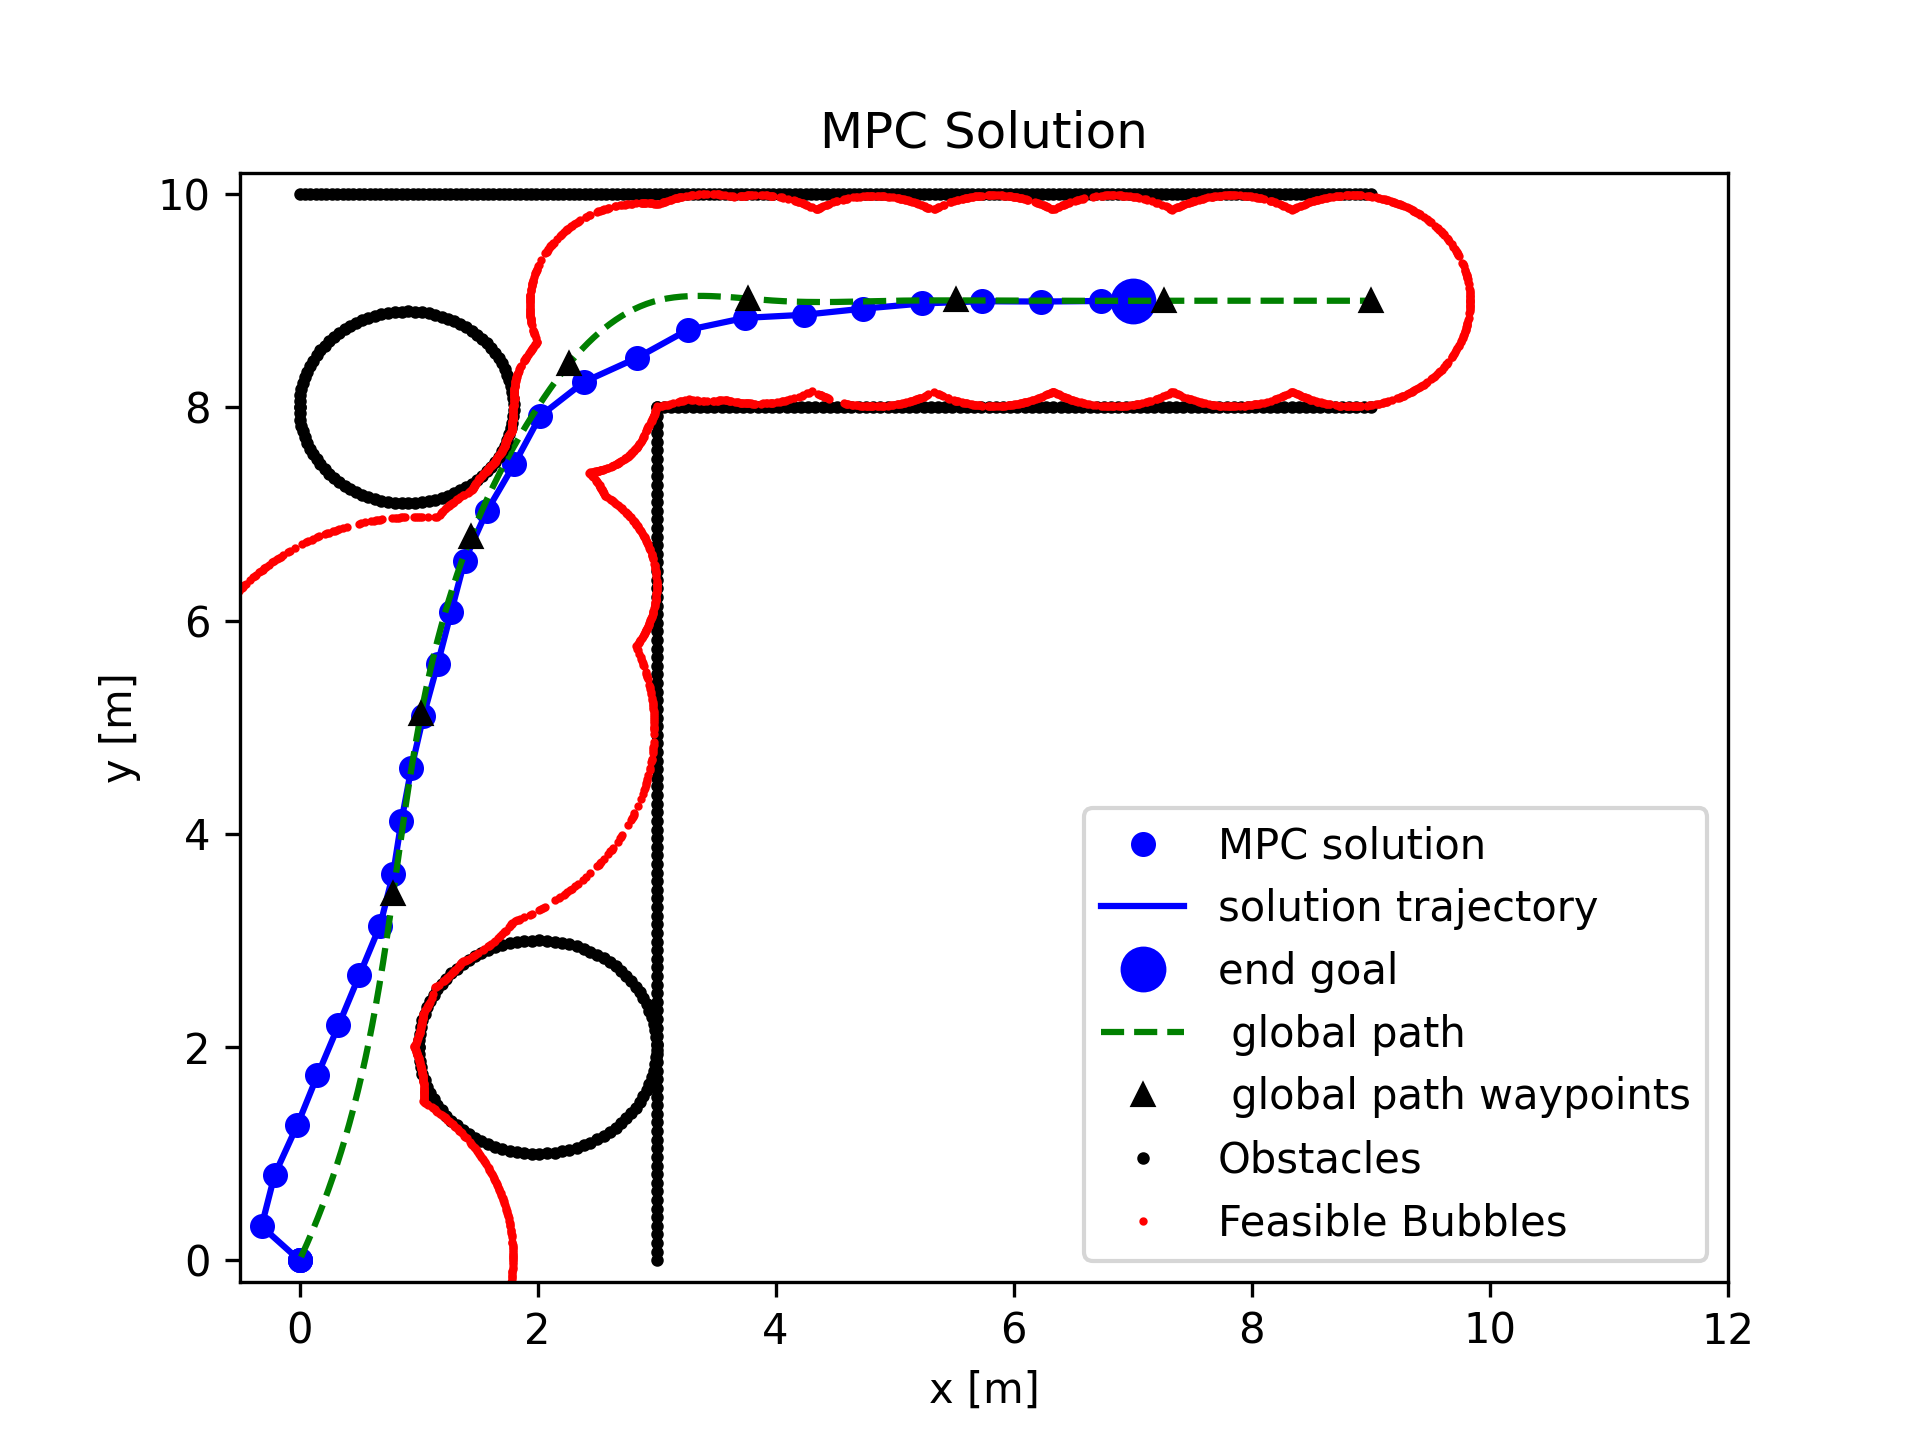 MPC Solution
10
8
6
4
2
0
y [m]
0 2 4 6 8 10 12
x [m]
MPC solution
solution trajectory
end goal
global path
global path waypoints
Obstacles
Feasible Bubbles